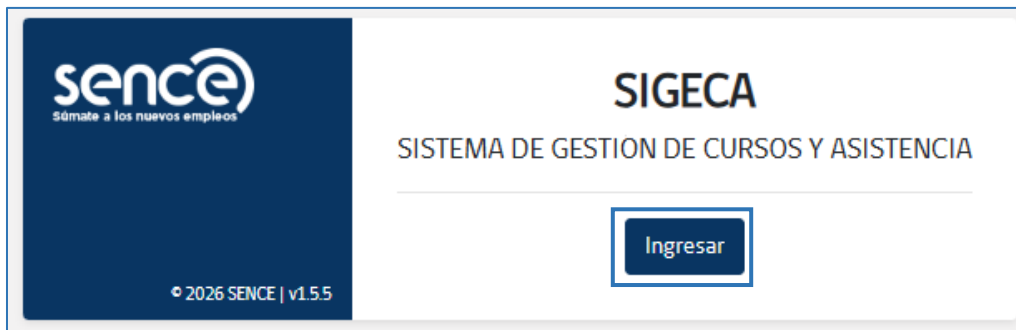 sence
Súmate a los nuevos empleos
© 2026 SENCE | v1.5.5
SIGECA
SISTEMA DE GESTION DE CURSOS Y ASISTENCIA
Ingresar